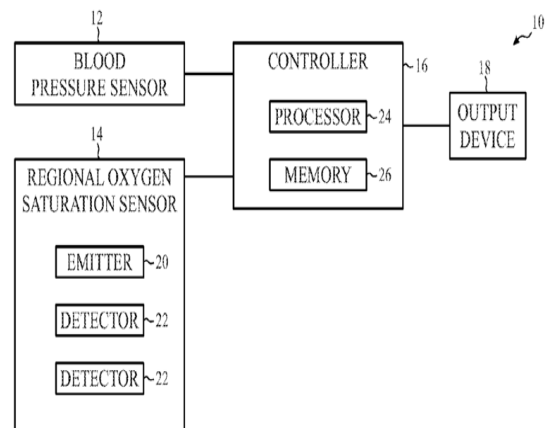 10
12
BLOOD
PRESSURE SENSOR
CONTROLLER
16
PROCESSOR
24
MEMORY
26
18
OUTPUT
DEVICE
14
REGIONAL OXYGEN
SATURATION SENSOR
EMITTER
20
DETECTOR
22
DETECTOR
22